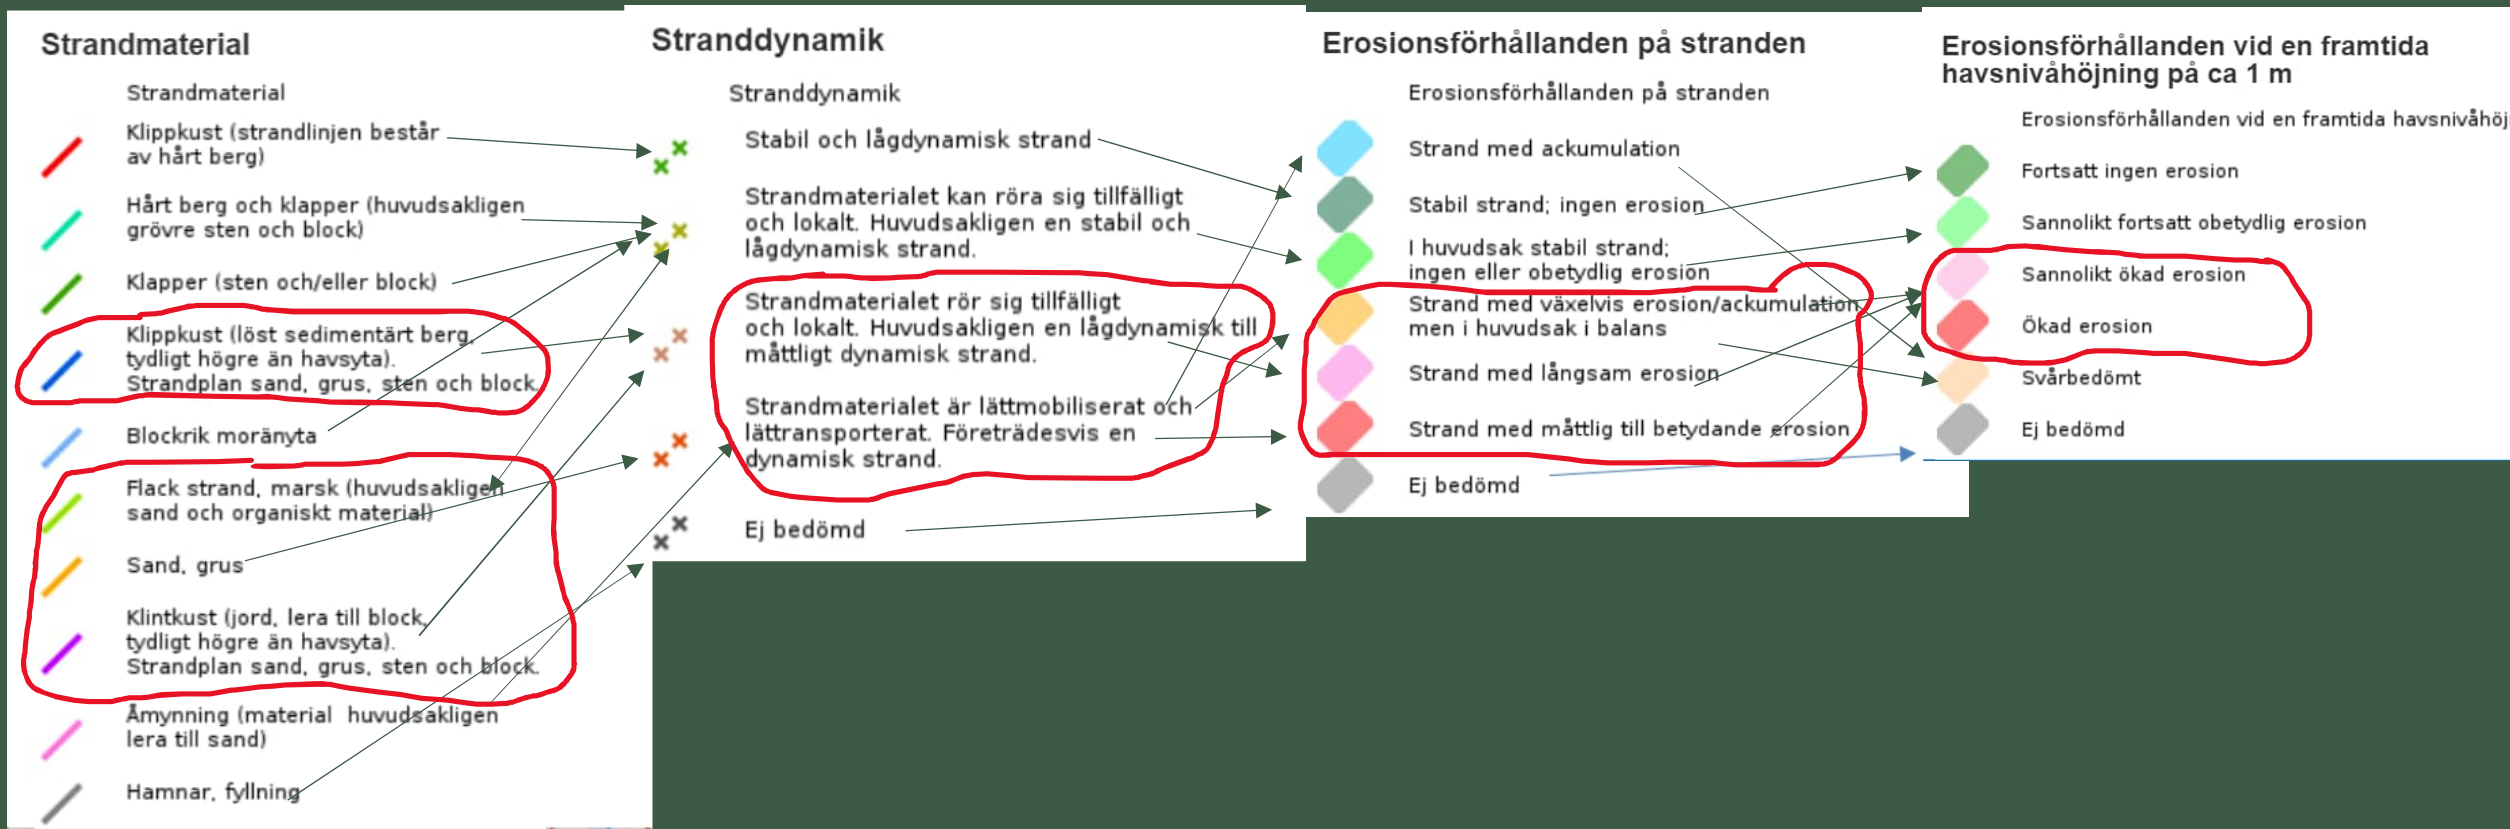 Strandmaterial
Strandmaterial
Klippkust (strandlinjen består
av hårt berg)
Hårt berg och klapper (huvudsakligen
grövre sten och block)
Klapper (sten och/eller block)
Klippkust (löst sedimentärt berg,
tydligt högre än havsyta).
Strandplan sand, grus, sten och block.
Blockrik moränyta
Flack strand, marsk (huvudsakligen
sand och organiskt material)
Sand, grus
Klintkust (jord, lera till block,
tydligt högre än havsyta).
Strandplan sand, grus, sten och block.
Åmynning (material huvudsakligen
lera till sand)
Hamnar, fyllning
Stranddynamik
Stranddynamik
Stabil och lågdynamisk strand
Strandmaterialet kan röra sig tillfälligt
och lokalt. Huvudsakligen en stabil och
lågdynamisk strand.
Strandmaterialet rör sig tillfälligt
och lokalt. Huvudsakligen en lågdynamisk till
måttligt dynamisk strand.
Strandmaterialet är lättmobiliserat och
lättransporterat. Företrädesvis en
dynamisk strand.
Ej bedömd
Erosionsförhållanden på stranden
Erosionsförhållanden på stranden
Strand med ackumulation
Stabil strand; ingen erosion
I huvudsak stabil strand;
ingen eller obetydlig erosion
Strand med växelvis erosion/ackumulation
men i huvudsak i balans
Strand med långsam erosion
Strand med måttlig till betydande erosion
Ej bedömd
Erosionsförhållanden vid en framtida
havsnivåhöjning på ca 1 m
Erosionsförhållanden vid en framtida havsnivåhöj
Fortsatt ingen erosion
Sannolikt fortsatt obetydlig erosion
Sannolikt ökad erosion
Ökad erosion
Svårbedömt
Ej bedömd